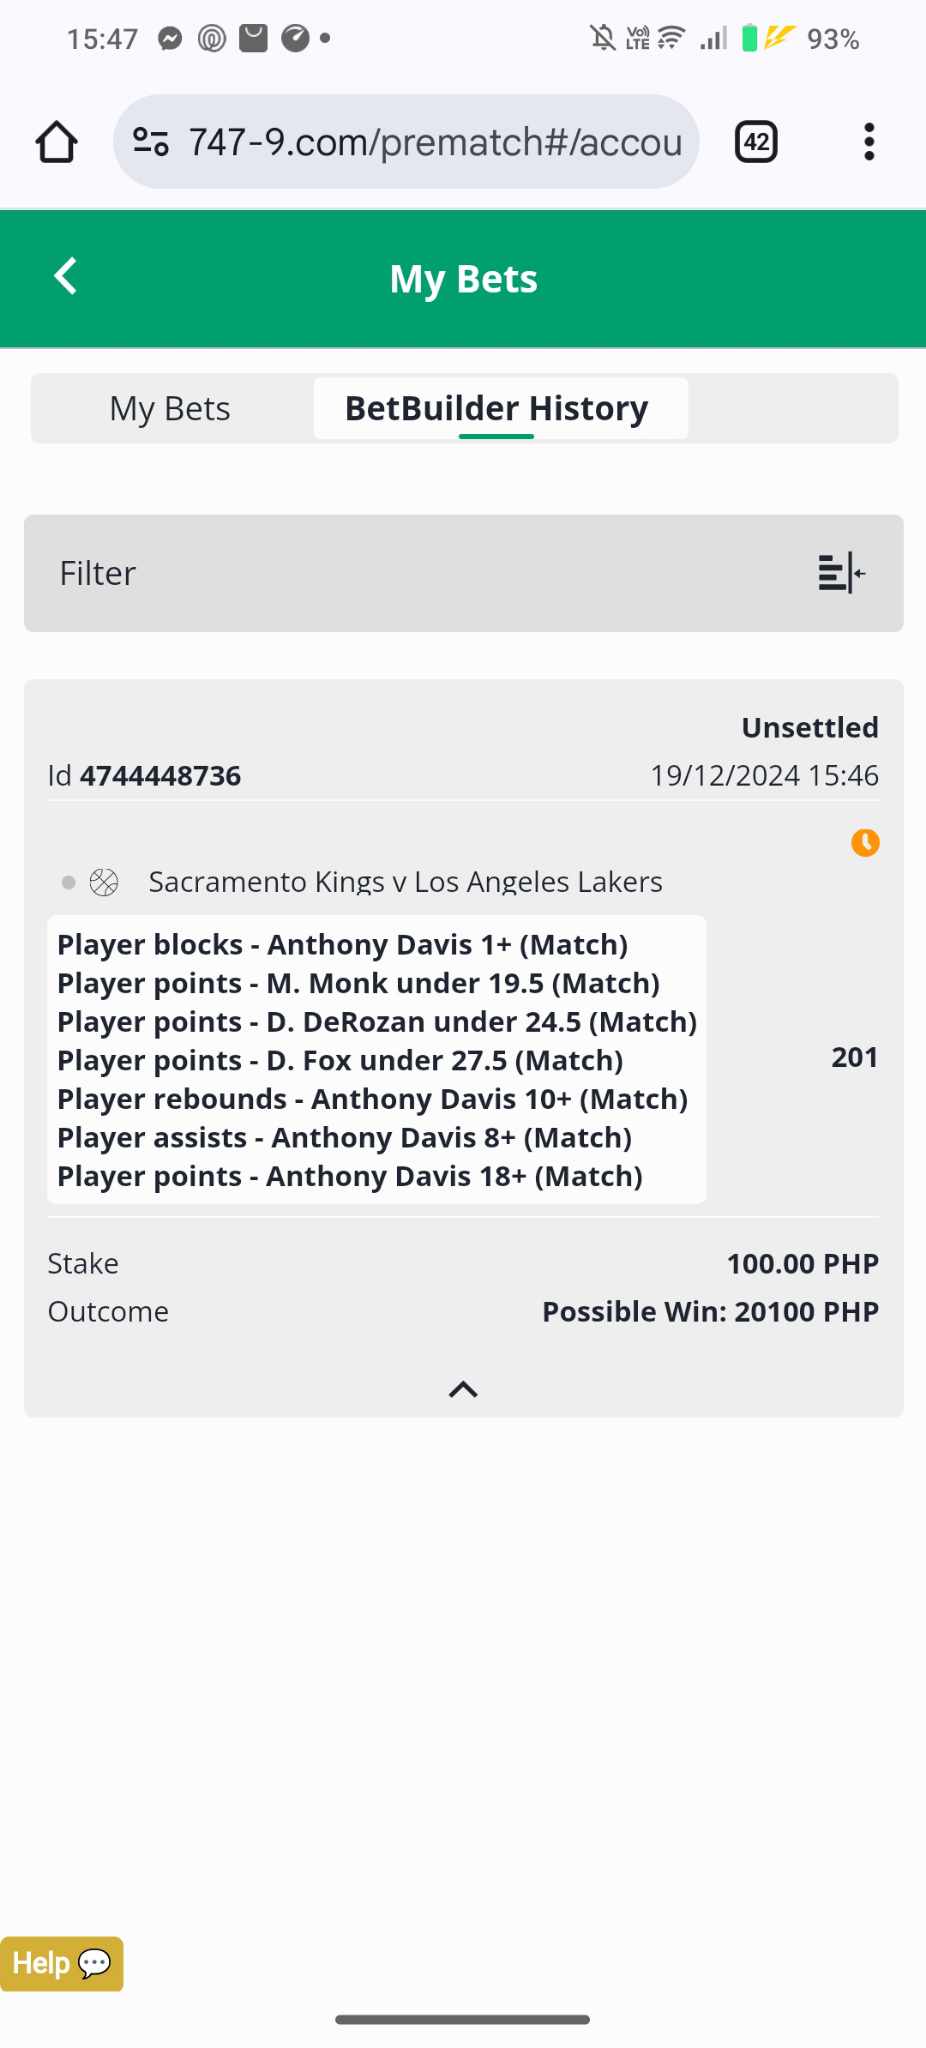 15:47
Vo))
LTE
93%
747-9.com/prematch#/accou
42
My Bets
My Bets
BetBuilder History
Filter
Unsettled
Id 4744448736
19/12/2024 15:46
Sacramento Kings v Los Angeles Lakers
Player blocks - Anthony Davis 1+ (Match)
Player points - M. Monk under 19.5 (Match)
Player points - D. DeRozan under 24.5 (Match)
Player points - D. Fox under 27.5 (Match)
201
Player rebounds - Anthony Davis 10+ (Match)
Player assists - Anthony Davis 8+ (Match)
Player points - Anthony Davis 18+ (Match)
Stake
100.00 PHP
Outcome
Possible Win: 20100 PHP
Help